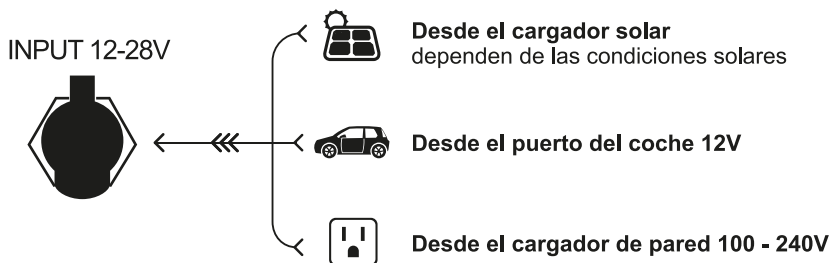 INPUT 12-28V
Desde el cargador solar
dependen de las condiciones solares
Desde el puerto del coche 12V
Desde el cargador de pared 100 - 240V